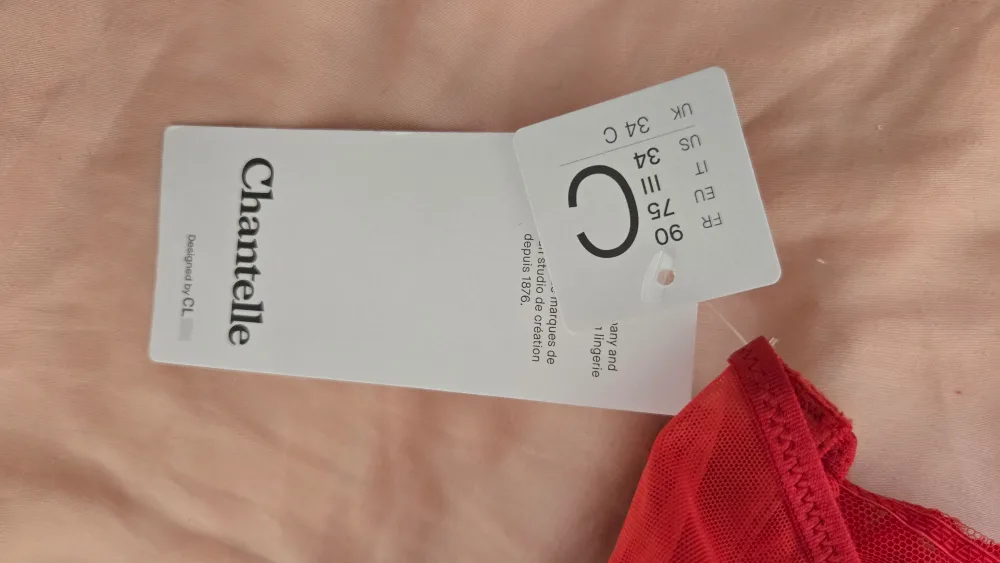 Chantelle
Designed by CL
marques de
studio de création
depuis 1876.
and
lingerie
FR 90
EU 75
IT III
US 34
C
UK 34 C